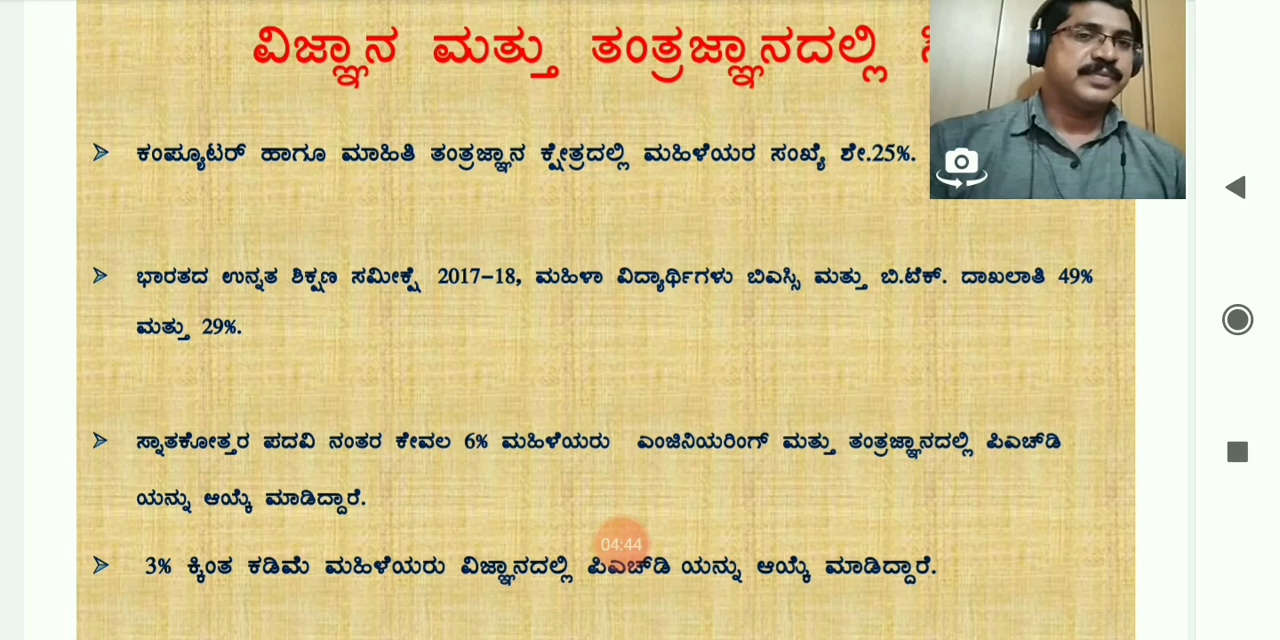 ವಿಜ್ಞಾನ ಮತ್ತು ತಂತ್ರಜ್ಞಾನದಲ್ಲಿ
ಕಂಪ್ಯೂಟರ್ ಹಾಗೂ ಮಾಹಿತಿ ತಂತ್ರಜ್ಞಾನ ಕ್ಷೇತ್ರದಲ್ಲಿ ಮಹಿಳೆಯರ ಸಂಖ್ಯೆ ಶೇ.25%.
ಭಾರತದ ಉನ್ನತ ಶಿಕ್ಷಣ ಸಮೀಕ್ಷೆ 2017–18, ಮಹಿಳಾ ವಿದ್ಯಾರ್ಥಿಗಳು ಬಿಎಸ್ಸಿ ಮತ್ತು ಬಿ.ಟೆಕ್. ದಾಖಲಾತಿ 49%
ಮತ್ತು 29%.
ಸ್ನಾತಕೋತ್ತರ ಪದವಿ ನಂತರ ಕೇವಲ 6% ಮಹಿಳೆಯರು ಎಂಜಿನಿಯರಿಂಗ್ ಮತ್ತು ತಂತ್ರಜ್ಞಾನದಲ್ಲಿ ಪಿಎಚ್‌ಡಿ
ಯನ್ನು ಆಯ್ಕೆ ಮಾಡಿದ್ದಾರೆ.
04:44
3% ಕ್ಕಿಂತ ಕಡಿಮೆ ಮಹಿಳೆಯರು ವಿಜ್ಞಾನದಲ್ಲಿ ಪಿಎಚ್‌ಡಿ ಯನ್ನು ಆಯ್ಕೆ ಮಾಡಿದ್ದಾರೆ.